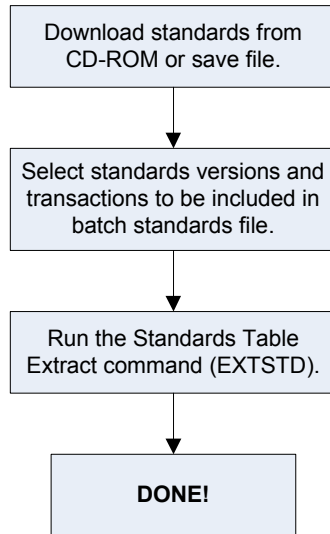 Download standards from
CD-ROM or save file.
Select standards versions and
transactions to be included in
batch standards file.
Run the Standards Table
Extract command (EXTSTD).
DONE!